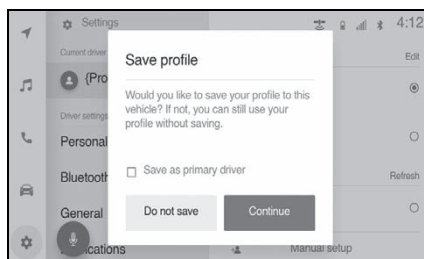 Settings
4:12
Current driver
Edit
{Pro
Driver settings
Personal
Bluetooth
Refresh
General
ications
Manual setup
Save profile
Would you like to save your profile to this
vehicle? If not, you can still use your
profile without saving.
Save as primary driver
Do not save
Continue